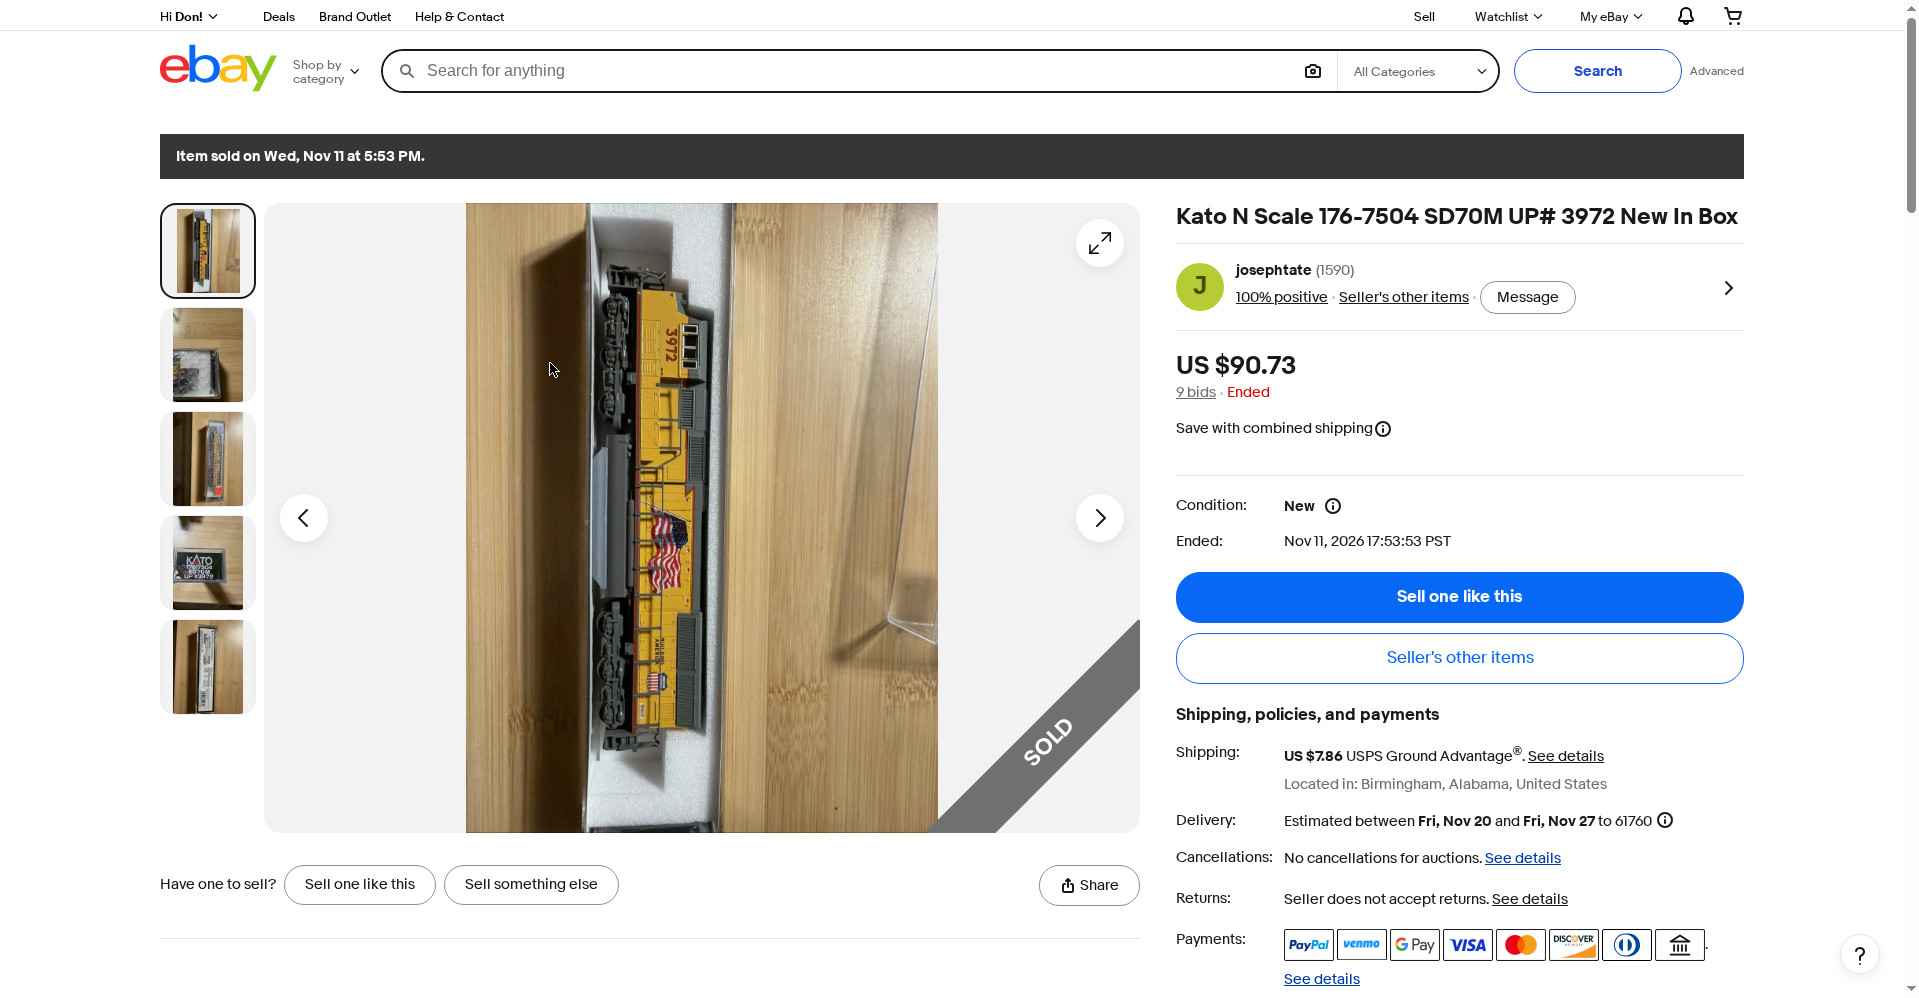 Hi Don!
Deals
Brand Outlet
Help & Contact
Sell
Watchlist
My eBay
ebay
Shop by
category
Search for anything
All Categories
Search
Advanced
Item sold on Wed, Nov 11 at 5:53 PM.
Kato N Scale 176-7504 SD70M UP# 3972 New In Box
J
josephtate (1590)
100% positive · Seller's other items · Message
US $90.73
9 bids · Ended
Save with combined shipping
Condition: New
Ended: Nov 11, 2026 17:53:53 PST
Sell one like this
Seller's other items
Shipping, policies, and payments
Shipping: US $7.86 USPS Ground Advantage®. See details
Located in: Birmingham, Alabama, United States
Delivery: Estimated between Fri, Nov 20 and Fri, Nov 27 to 61760
Cancellations: No cancellations for auctions. See details
Returns: Seller does not accept returns. See details
Payments: PayPal venmo G Pay VISA DISCOVER .
See details
3972
BUILDING
AMERICA
SOLD
KATO
176-7504
SD70M
UP #3972
Have one to sell? Sell one like this Sell something else
Share
?